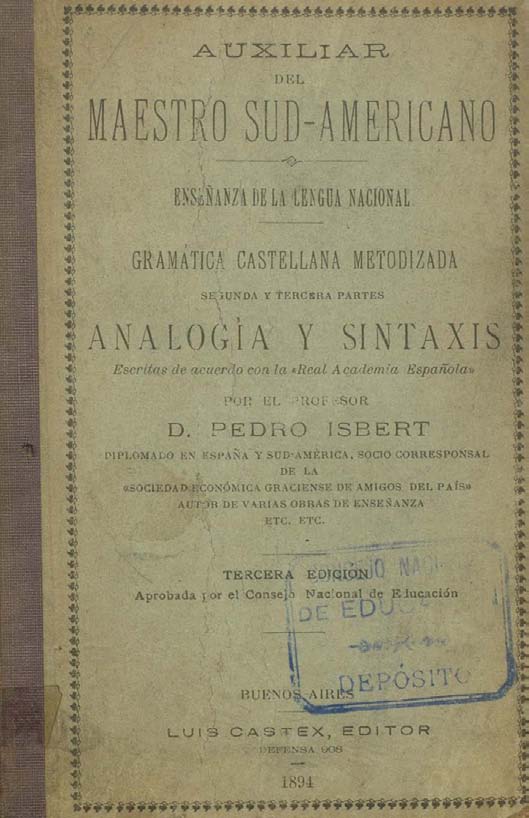 AUXILIAR
DEL
MAESTRO SUD-AMERICANO
ENSEÑANZA DE LA LENGUA NACIONAL
GRAMÁTICA CASTELLANA METODIZADA
SEGUNDA Y TERCERA PARTES
ANALOGÍA Y SINTAXIS
Escritas de acuerdo con la «Real Academia Española»
POR EL PROFESOR
D. PEDRO ISBERT
DIPLOMADO EN ESPAÑA Y SUD-AMÉRICA, SOCIO CORRESPONSAL
DE LA
«SOCIEDAD ECONÓMICA GRACIENSE DE AMIGOS DEL PAÍS»
AUTOR DE VARIAS OBRAS DE ENSEÑANZA
ETC. ETC.
TERCERA EDICIÓN
Aprobada por el Consejo Nacional de Educación
DE
DEPÓSITO
BUENOS AIRES
LUIS CASTEX, EDITOR
DEFENSA 908
1894